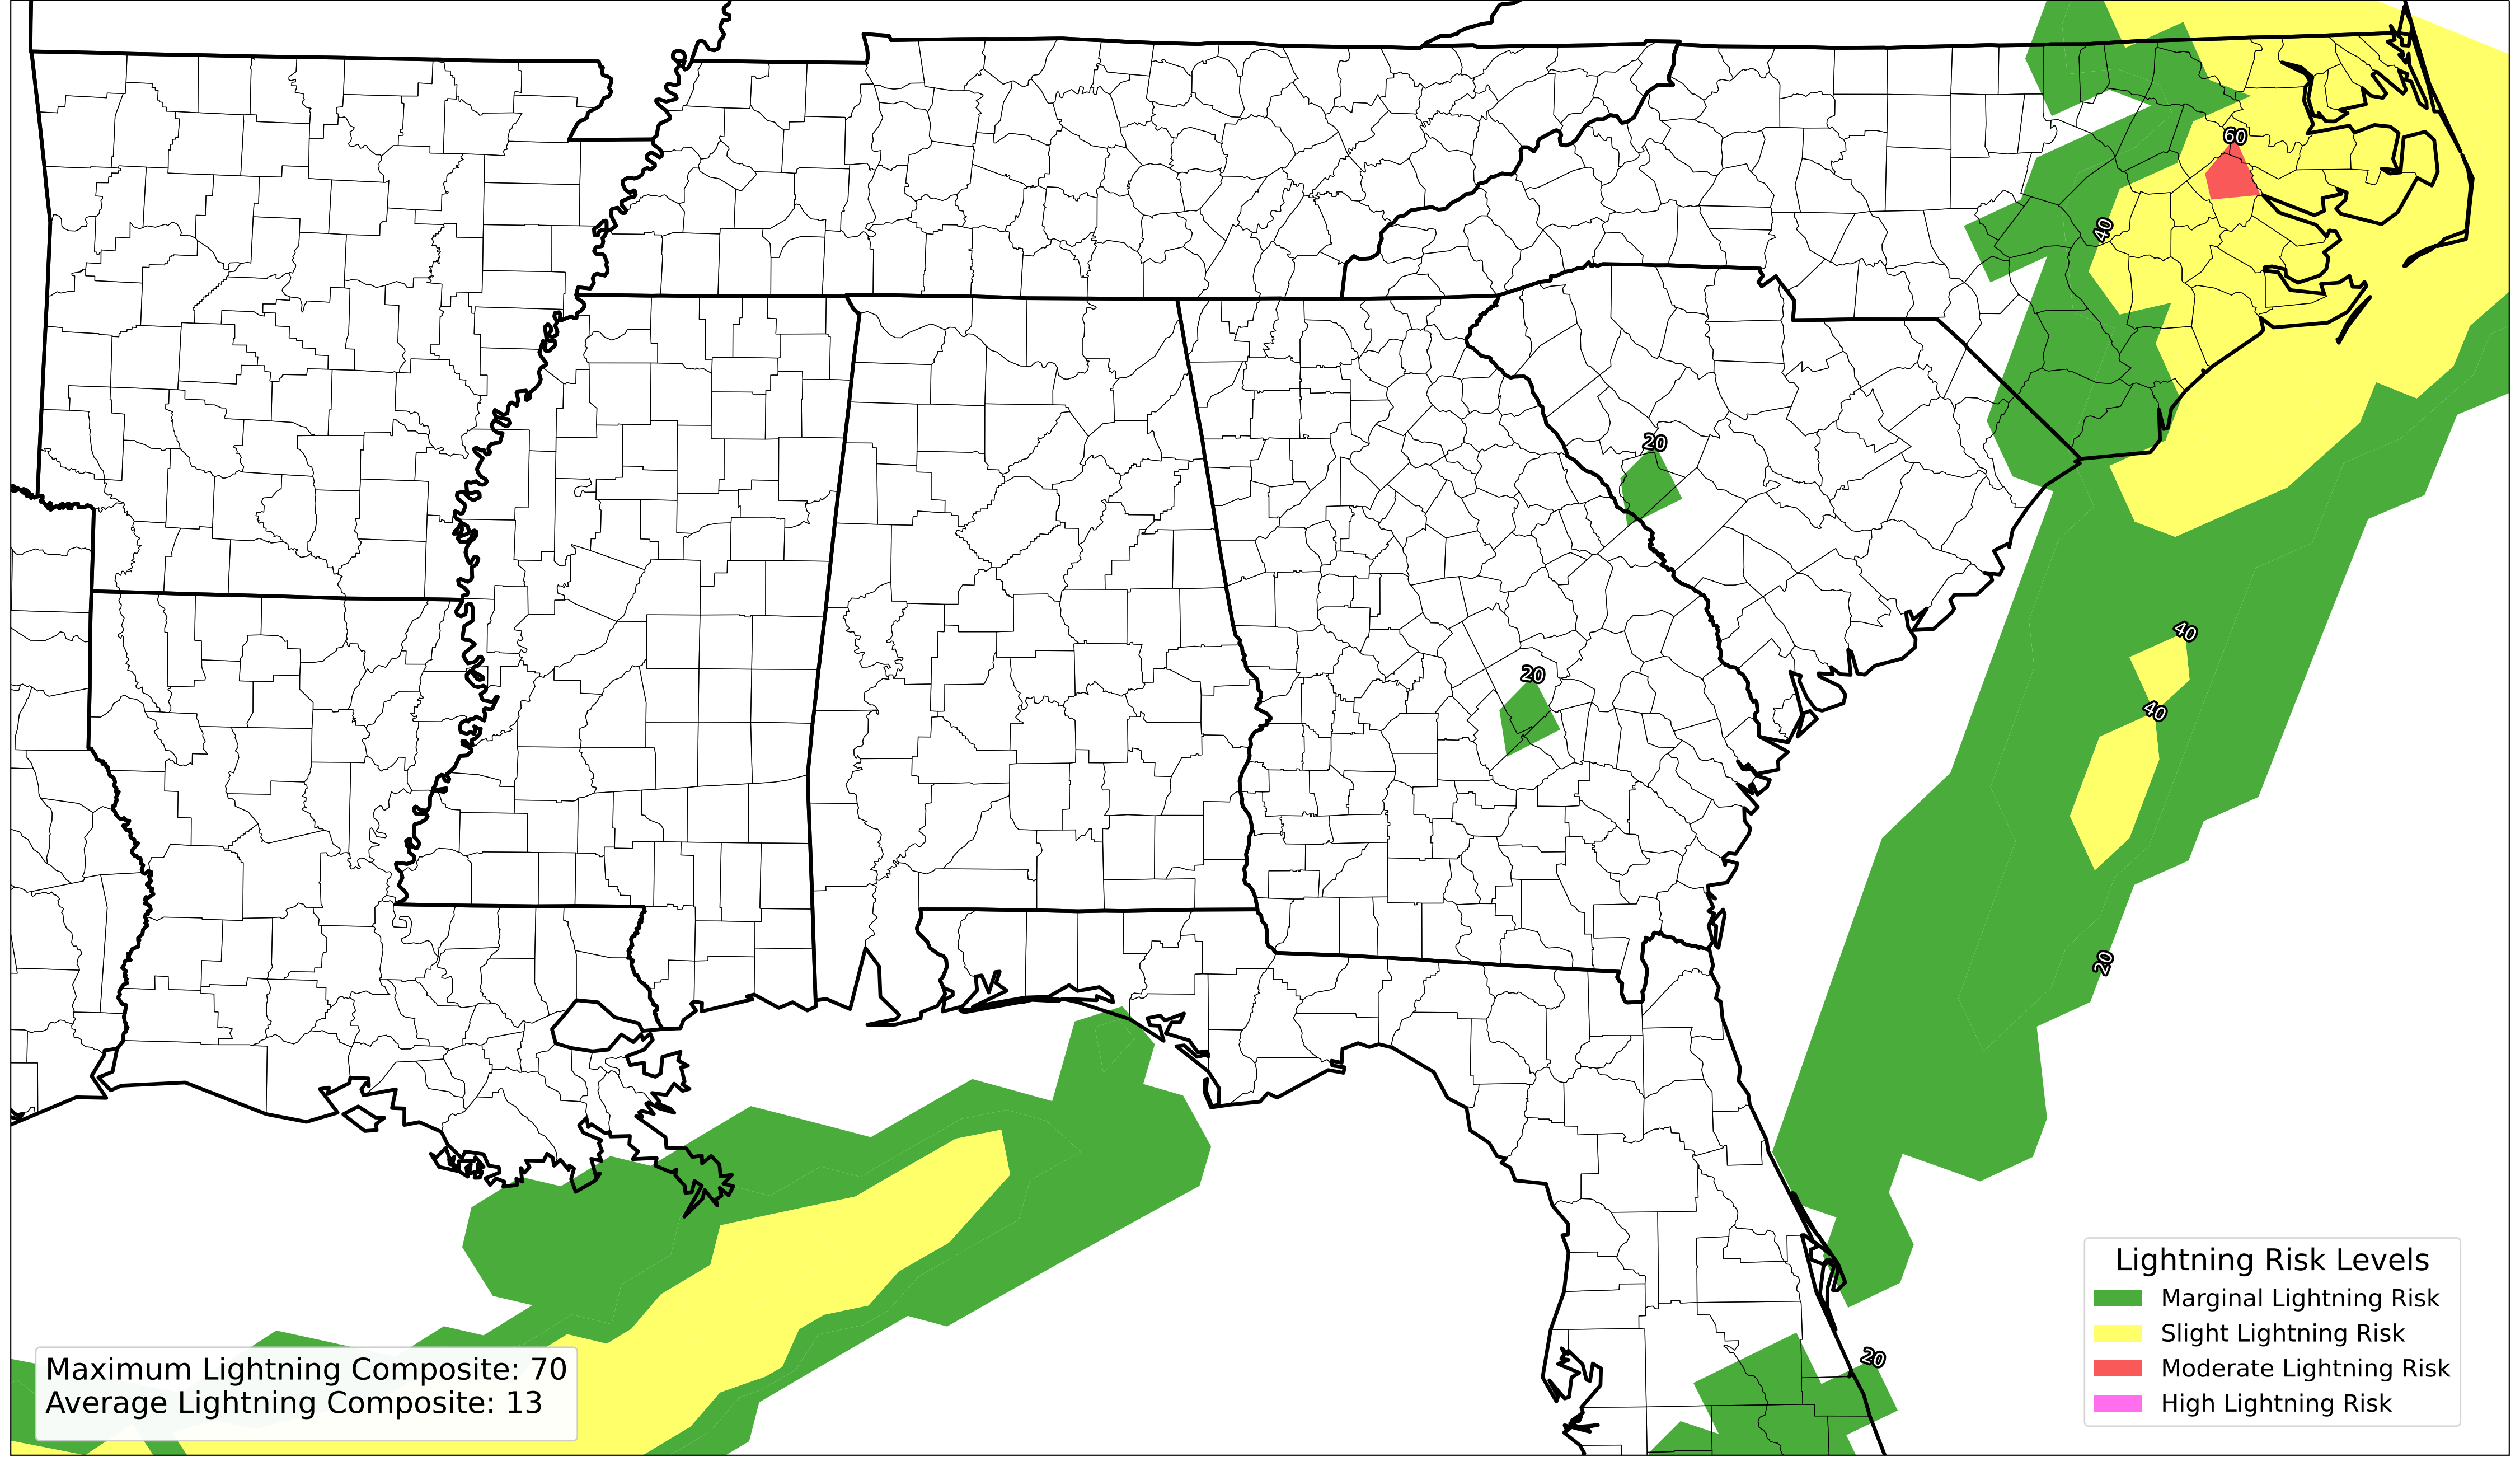 60
40
20
20
40
40
20
20
Maximum Lightning Composite: 70
Average Lightning Composite: 13
Lightning Risk Levels
Marginal Lightning Risk
Slight Lightning Risk
Moderate Lightning Risk
High Lightning Risk